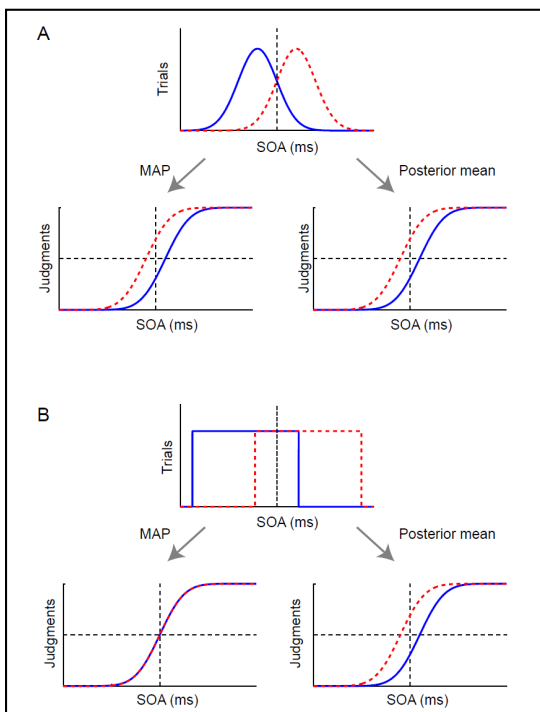 A
Trials
SOA (ms)
MAP
Posterior mean
Judgments
SOA (ms)
Judgments
SOA (ms)
B
Trials
SOA (ms)
MAP
Posterior mean
Judgments
SOA (ms)
Judgments
SOA (ms)